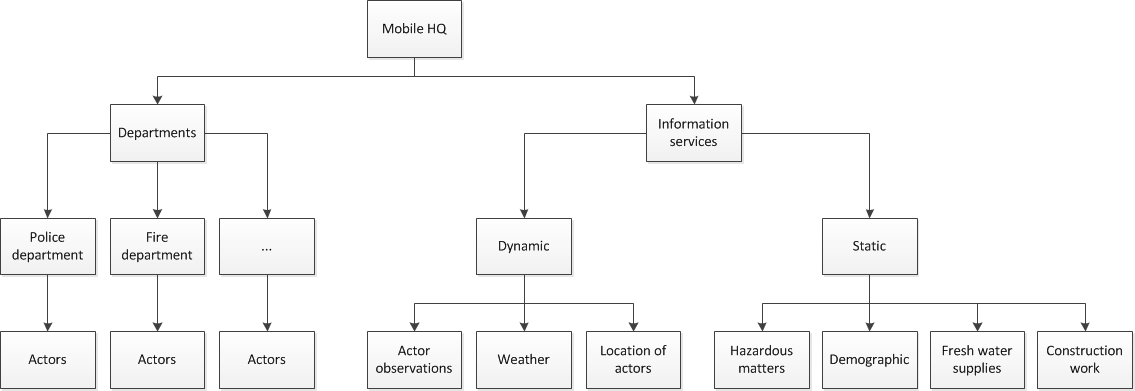 Mobile HQ
Departments
Information
services
Police
department
Fire
department
...
Dynamic
Static
Actors
Actors
Actors
Actor
observations
Weather
Location of
actors
Hazardous
matters
Demographic
Fresh water
supplies
Construction
work